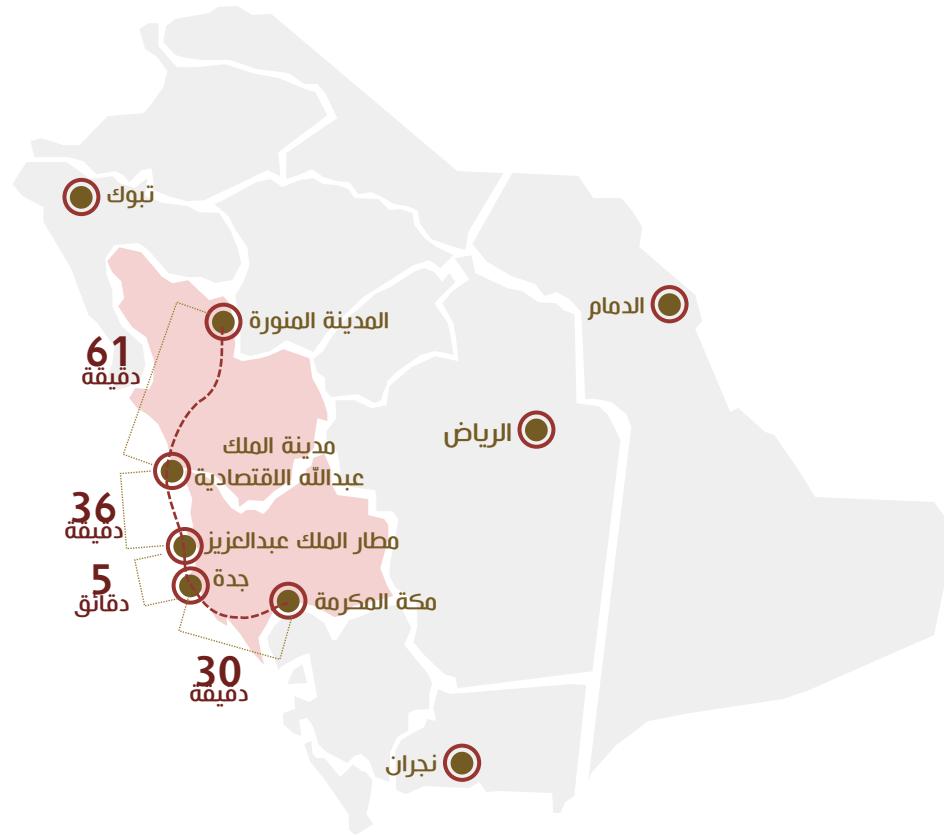 تبوك
الدمام
المدينة المنورة
61
دقيقة
الرياض
مدينة الملك
عبدالله الاقتصادية
36
دقيقة
مطار الملك عبدالعزيز
جدة
5
دقائق
مكة المكرمة
30
دقيقة
نجران